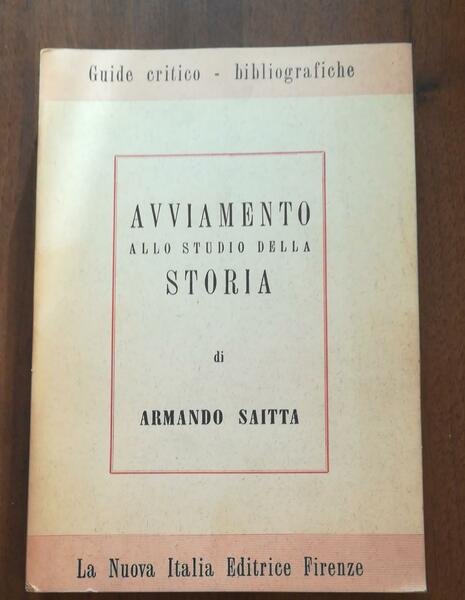 Guide critico - bibliografiche
AVVIAMENTO
ALLO STUDIO DELLA
STORIA
di
ARMANDO SAITTA
La Nuova Italia Editrice Firenze